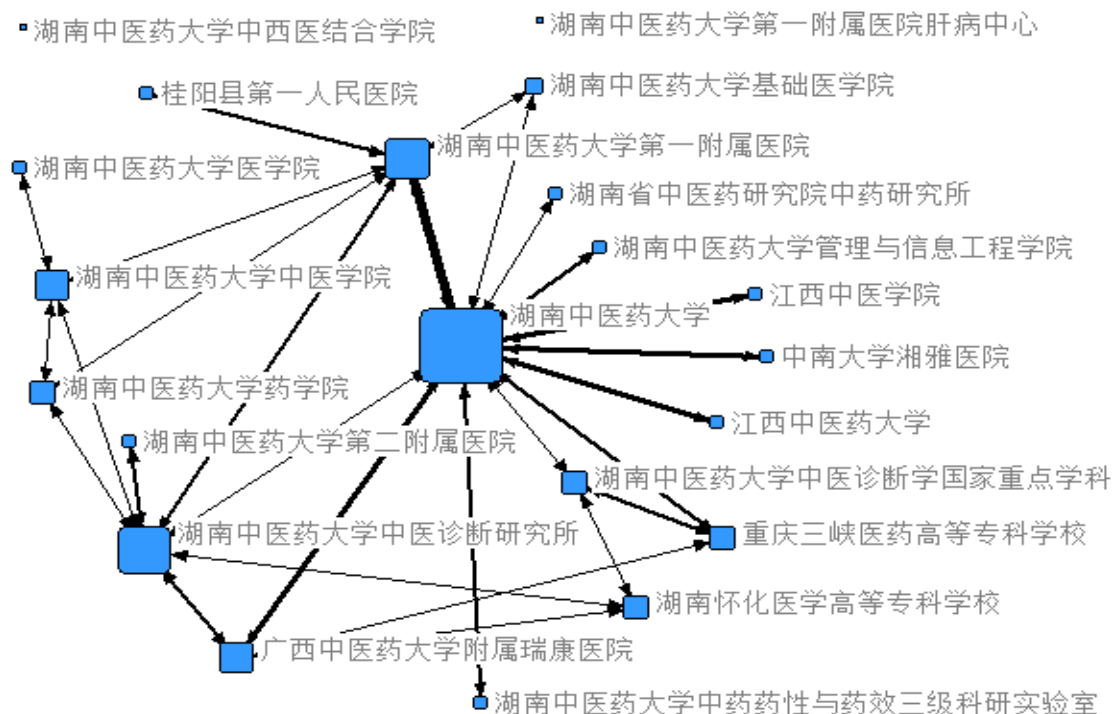 湖南中医药大学中西医结合学院
湖南中医药大学第一附属医院肝病中心
桂阳县第一人民医院
湖南中医药大学基础医学院
湖南中医药大学第一附属医院
湖南中医药大学医学院
湖南省中医药研究院中药研究所
湖南中医药大学管理与信息工程学院
湖南中医药大学中医学院
江西中医学院
湖南中医药大学
中南大学湘雅医院
湖南中医药大学药学院
江西中医药大学
湖南中医药大学第二附属医院
湖南中医药大学中医诊断学国家重点学科
湖南中医药大学中医诊断研究所
重庆三峡医药高等专科学校
湖南怀化医学高等专科学校
广西中医药大学附属瑞康医院
湖南中医药大学中药药性与药效三级科研实验室